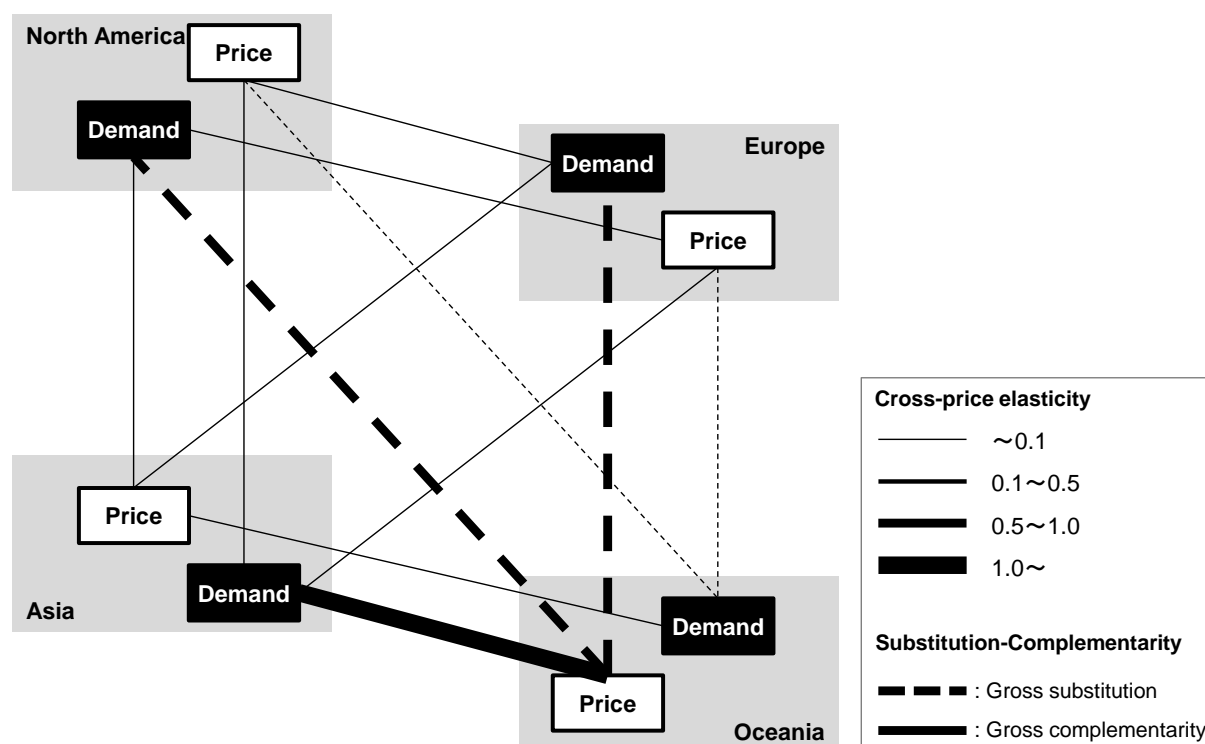 North America
Price
Demand
Europe
Demand
Price
Asia
Price
Demand
Oceania
Demand
Price
Cross-price elasticity
～0.1
0.1～0.5
0.5～1.0
1.0～
Substitution-Complementarity
: Gross substitution
: Gross complementarity